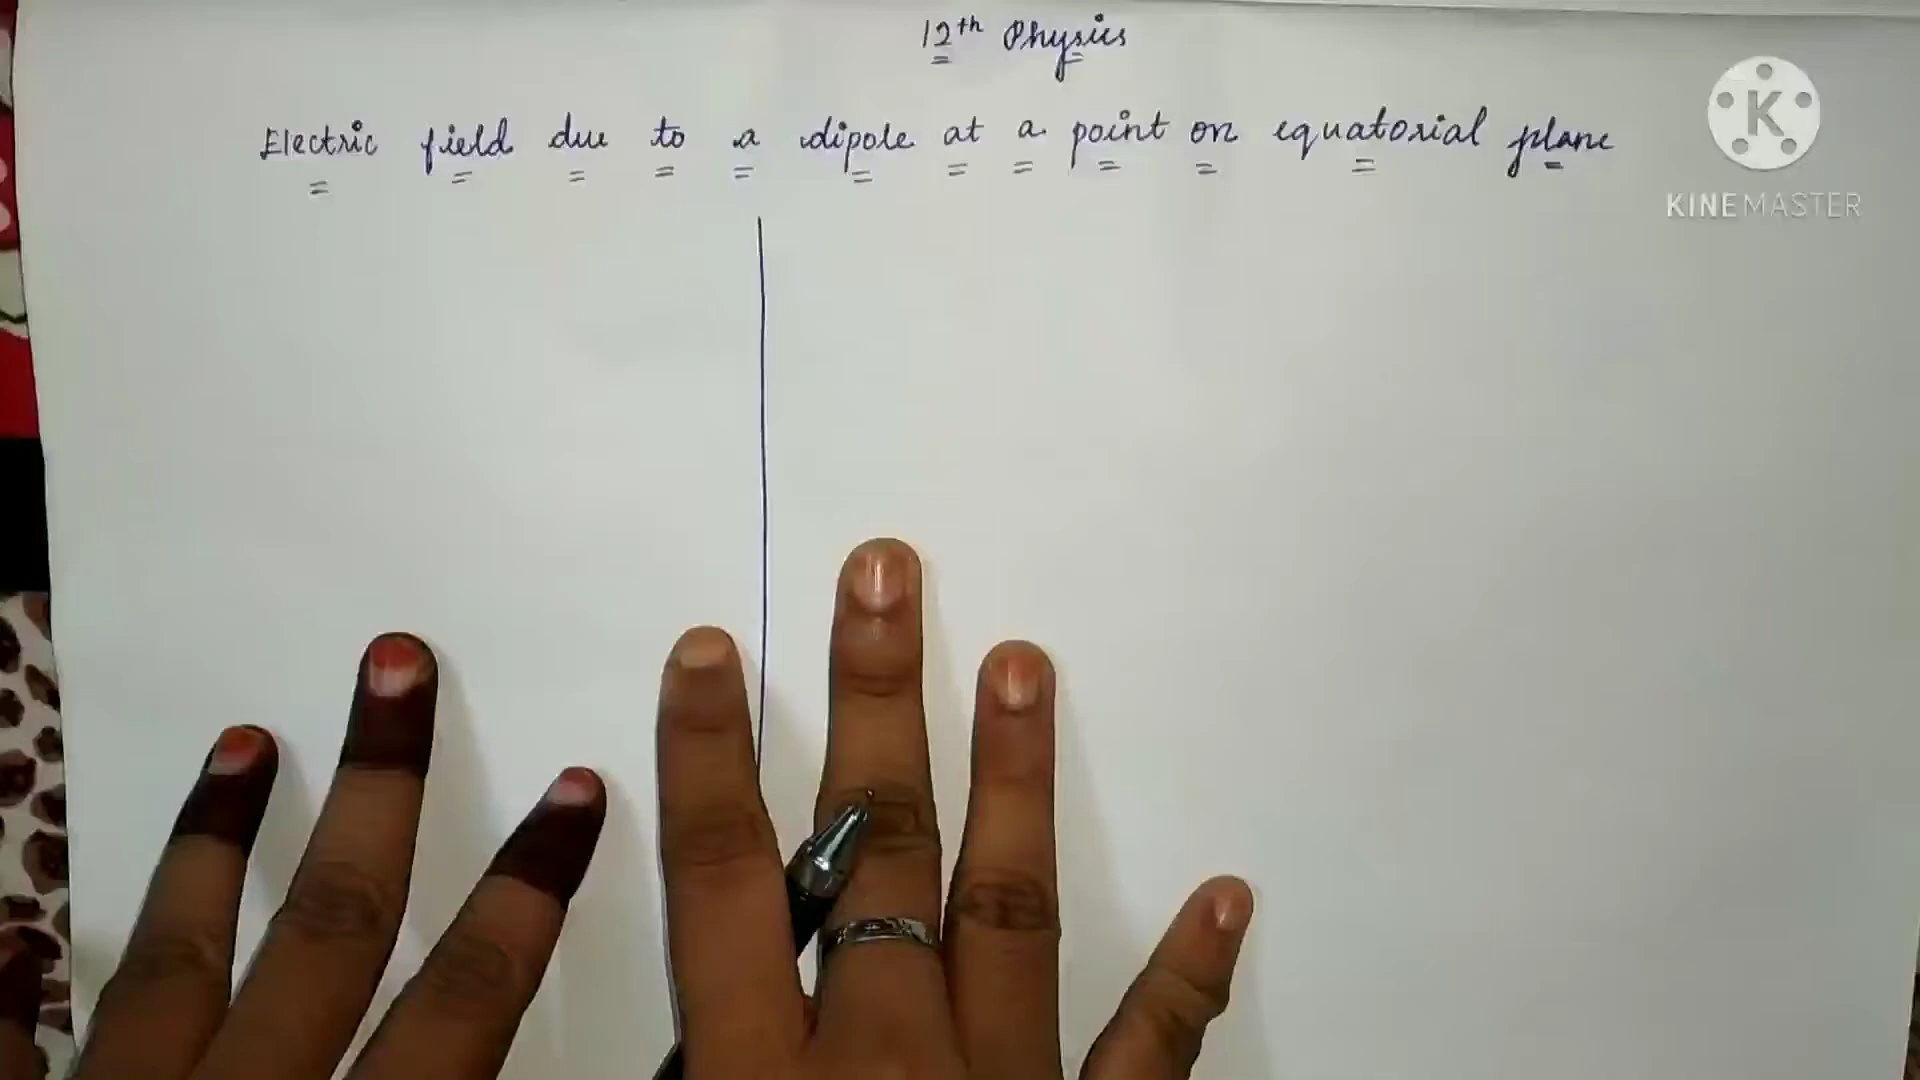 12th Physics
Electric field due to a dipole at a point on equatorial plane
K
KINEMASTER